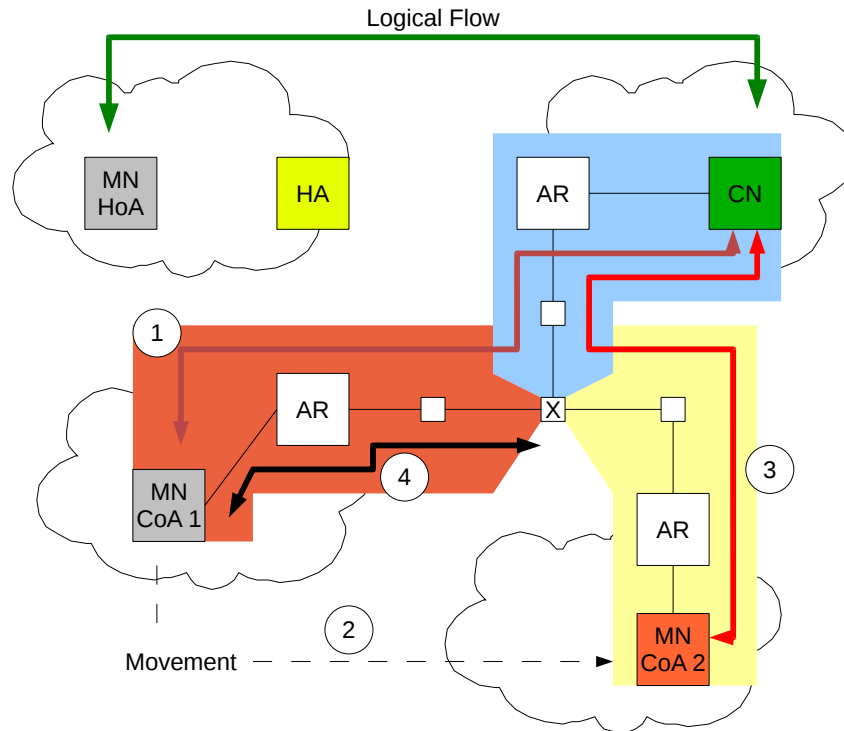 Logical Flow
MN
HoA
HA
AR
CN
1
AR
X
4
3
MN
CoA 1
AR
2
MN
CoA 2
Movement